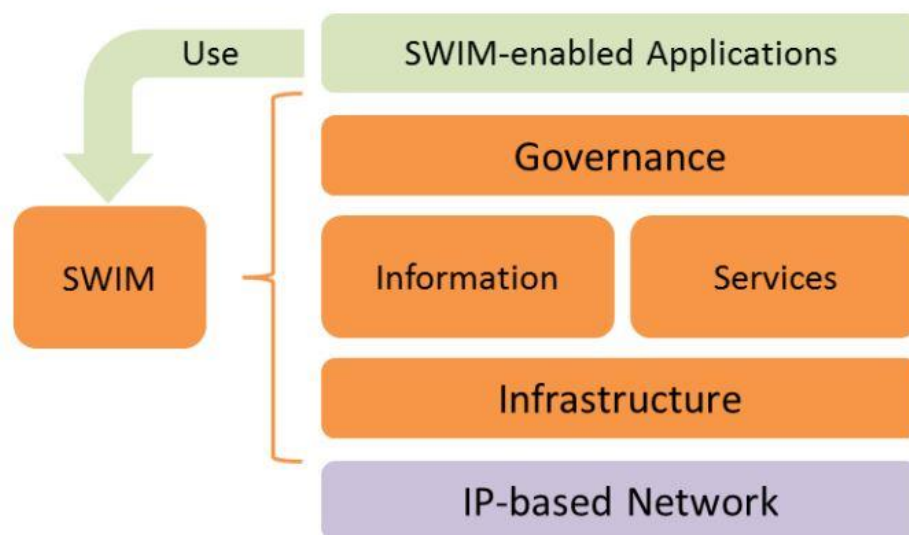 Use
SWIM-enabled Applications
Governance
SWIM
Information
Services
Infrastructure
IP-based Network